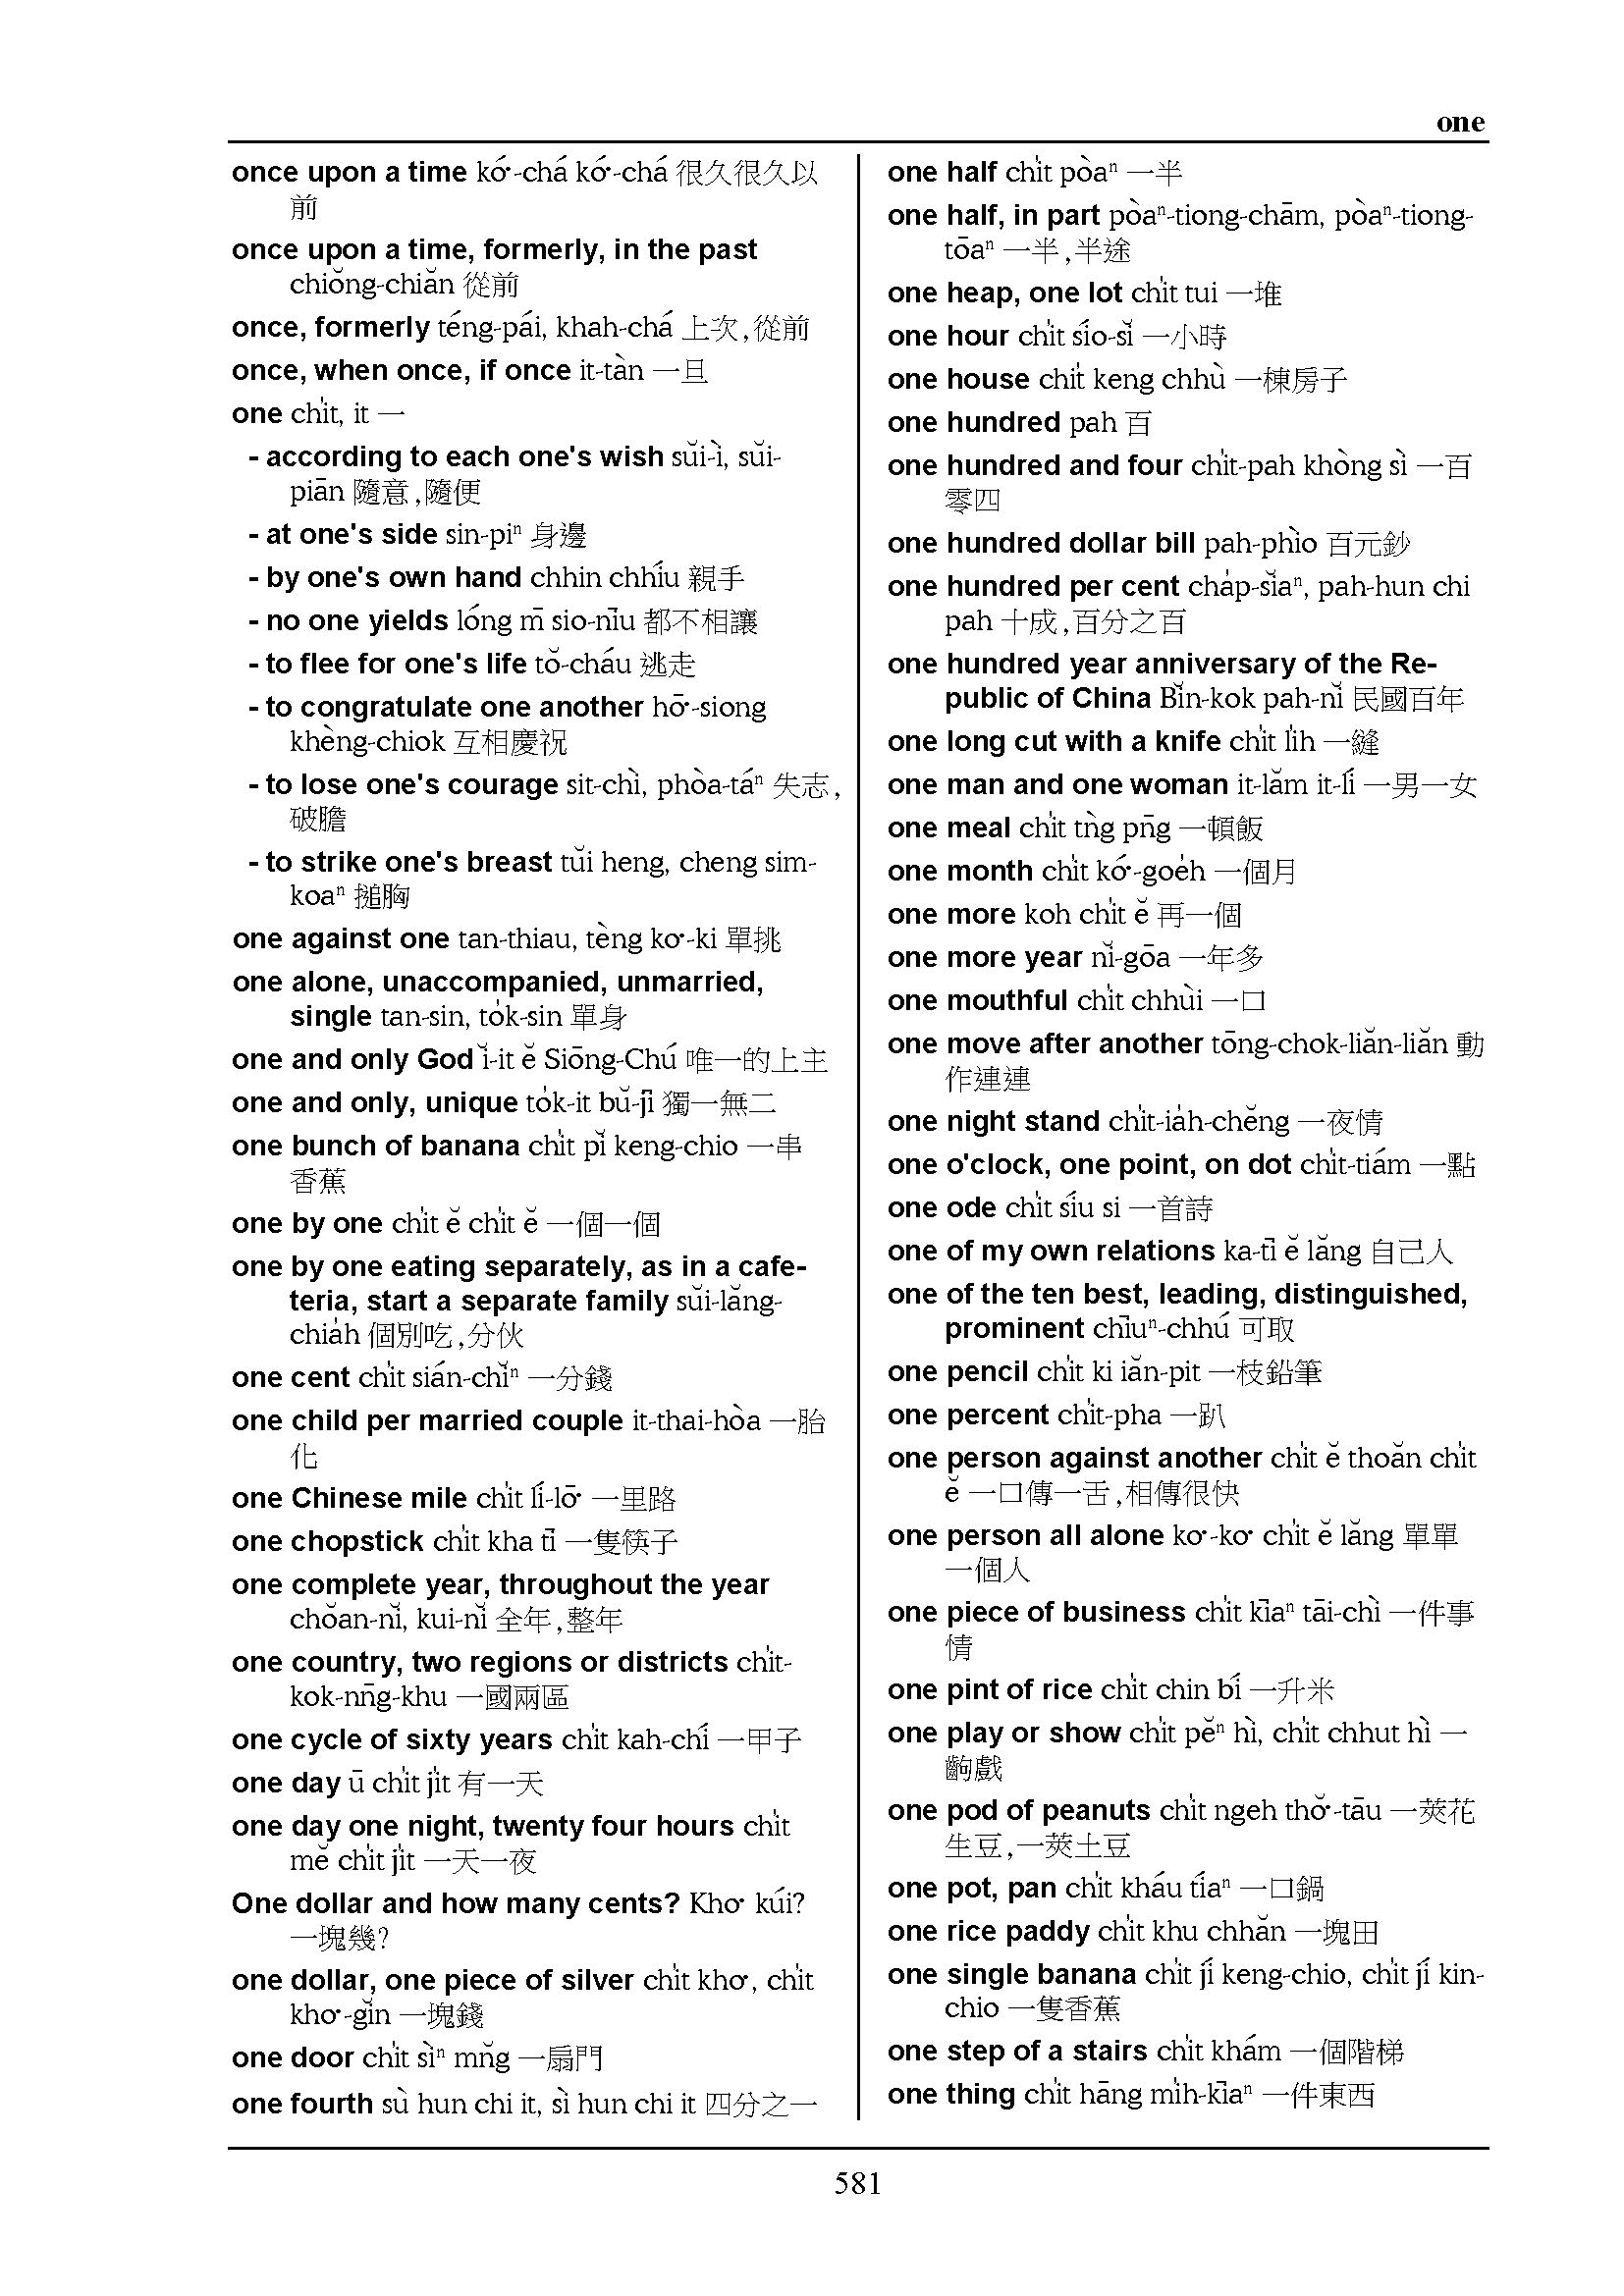 one
once upon a time kó͘-chá kó͘-chá 很久很久以
前
once upon a time, formerly, in the past
chiŏng-chiăn 從前
once, formerly téng-pái, khah-chá 上次,從前
once, when once, if once it-tàn 一旦
one chi̍t, it 一
- according to each one's wish sŭi-ì, sŭi-
piān 隨意,隨便
- at one's side sin-piⁿ 身邊
- by one's own hand chhin chhíu 親手
- no one yields lóng m̄ sio-nīu 都不相讓
- to flee for one's life tŏ-cháu 逃走
- to congratulate one another hō͘-siong
khèng-chiok 互相慶祝
- to lose one's courage sit-chì, phòa-táⁿ 失志,
破膽
- to strike one's breast tŭi heng, cheng sim-
koaⁿ 搥胸
one against one tan-thiau, tèng ko͘-ki 單挑
one alone, unaccompanied, unmarried,
single tan-sin, to̍k-sin 單身
one and only God ĭ-it ĕ Siōng-Chú 唯一的上主
one and only, unique to̍k-it bŭ-jī 獨一無二
one bunch of banana chi̍t pĭ keng-chio 一串
香蕉
one by one chi̍t ĕ chi̍t ĕ 一個一個
one by one eating separately, as in a cafe-
teria, start a separate family sŭi-lăng-
chia̍h 個別吃,分伙
one cent chi̍t sián-chĭⁿ 一分錢
one child per married couple it-thai-hòa 一胎
化
one Chinese mile chi̍t lí-lō͘ 一里路
one chopstick chi̍t kha tī 一隻筷子
one complete year, throughout the year
chŏan-nĭ, kui-nĭ 全年,整年
one country, two regions or districts chi̍t-
kok-nn̄g-khu 一國兩區
one cycle of sixty years chi̍t kah-chí 一甲子
one day ū chi̍t ji̍t 有一天
one day one night, twenty four hours chi̍t
mĕ chi̍t ji̍t 一天一夜
One dollar and how many cents? Kho͘ kúi?
一塊幾?
one dollar, one piece of silver chi̍t kho͘, chi̍t
kho͘-gĭn 一塊錢
one door chi̍t sìⁿ mn̆g 一扇門
one fourth sù hun chi it, sì hun chi it 四分之一
one half chi̍t pòaⁿ 一半
one half, in part pòaⁿ-tiong-chām, pòaⁿ-tiong-
tōaⁿ 一半,半途
one heap, one lot chi̍t tui 一堆
one hour chi̍t sío-sĭ 一小時
one house chi̍t keng chhù 一棟房子
one hundred pah 百
one hundred and four chi̍t-pah khòng sì 一百
零四
one hundred dollar bill pah-phìo 百元鈔
one hundred per cent cha̍p-sĭaⁿ, pah-hun chi
pah 十成,百分之百
one hundred year anniversary of the Re-
public of China Bĭn-kok pah-nĭ 民國百年
one long cut with a knife chi̍t li̍h 一縫
one man and one woman it-lăm it-lí 一男一女
one meal chi̍t tǹg pn̄g 一頓飯
one month chi̍t kó͘-goe̍h 一個月
one more koh chi̍t ĕ 再一個
one more year nĭ-gōa 一年多
one mouthful chi̍t chhùi 一口
one move after another tōng-chok-liăn-liăn 動
作連連
one night stand chi̍t-ia̍h-chĕng 一夜情
one o'clock, one point, on dot chi̍t-tiám 一點
one ode chi̍t síu si 一首詩
one of my own relations ka-tī ĕ lăng 自己人
one of the ten best, leading, distinguished,
prominent chīuⁿ-chhú 可取
one pencil chi̍t ki iăn-pit 一枝鉛筆
one percent chi̍t-pha 一趴
one person against another chi̍t ĕ thoăn chi̍t
ĕ 一口傳一舌,相傳很快
one person all alone ko͘-ko͘ chi̍t ĕ lăng 單單
一個人
one piece of business chi̍t kīaⁿ tāi-chì 一件事
情
one pint of rice chi̍t chin bí 一升米
one play or show chi̍t pĕⁿ hì, chi̍t chhut hì 一
齣戲
one pod of peanuts chi̍t ngeh thŏ͘-tāu 一莢花
生豆,一莢土豆
one pot, pan chi̍t kháu tíaⁿ 一口鍋
one rice paddy chi̍t khu chhăn 一塊田
one single banana chi̍t jí keng-chio, chi̍t jí kin-
chio 一隻香蕉
one step of a stairs chi̍t khám 一個階梯
one thing chi̍t hāng mi̍h-kīaⁿ 一件東西
581